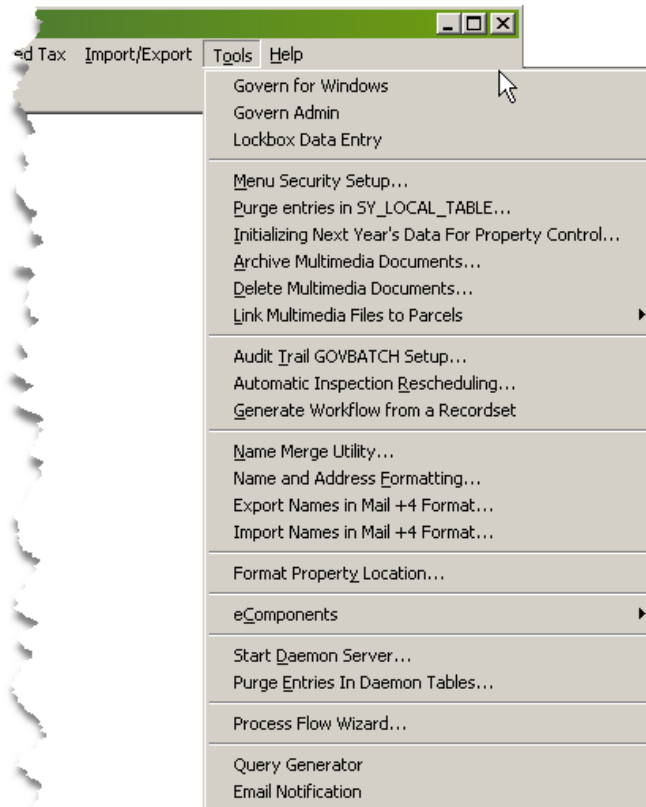 ed Tax Import/Export Tools Help
Govern for Windows
Govern Admin
Lockbox Data Entry
Menu Security Setup...
Purge entries in SY_LOCAL_TABLE...
Initializing Next Year's Data For Property Control...
Archive Multimedia Documents...
Delete Multimedia Documents...
Link Multimedia Files to Parcels
Audit Trail GOVBATCH Setup...
Automatic Inspection Rescheduling...
Generate Workflow from a Recordset
Name Merge Utility...
Name and Address Formatting...
Export Names in Mail +4 Format...
Import Names in Mail +4 Format...
Format Property Location...
eComponents
Start Daemon Server...
Purge Entries In Daemon Tables...
Process Flow Wizard...
Query Generator
Email Notification